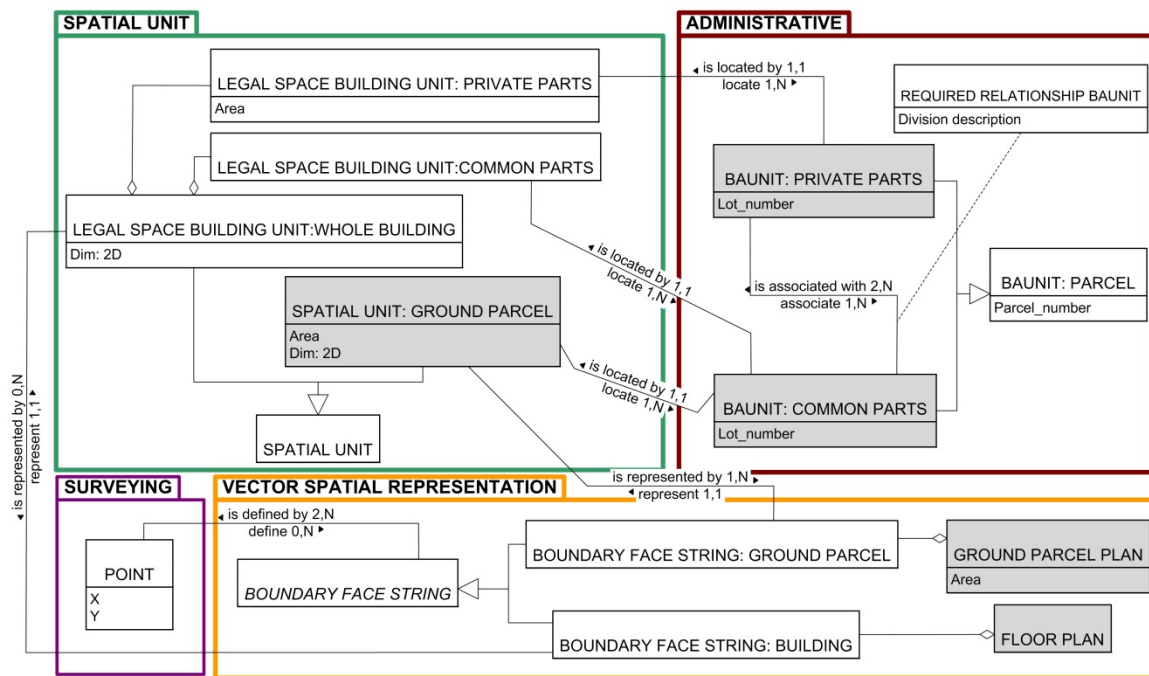 SPATIAL UNIT
ADMINISTRATIVE
LEGAL SPACE BUILDING UNIT: PRIVATE PARTS
Area
◄ is located by 1,1
locate 1,N ►
REQUIRED RELATIONSHIP BAUNIT
Division description
LEGAL SPACE BUILDING UNIT:COMMON PARTS
BAUNIT: PRIVATE PARTS
Lot_number
LEGAL SPACE BUILDING UNIT:WHOLE BUILDING
Dim: 2D
◄ is located by 1,1
locate 1,N ►
◄ is associated with 2,N
associate 1,N ►
BAUNIT: PARCEL
Parcel_number
SPATIAL UNIT: GROUND PARCEL
Area
Dim: 2D
◄ is located by 1,1
locate 1,N ►
BAUNIT: COMMON PARTS
Lot_number
SPATIAL UNIT
◄ is represented by 0,N
represent 1,1 ►
is represented by 1,N ►
◄ represent 1,1
SURVEYING
VECTOR SPATIAL REPRESENTATION
◄ is defined by 2,N
define 0,N ►
POINT
X
Y
BOUNDARY FACE STRING
BOUNDARY FACE STRING: GROUND PARCEL
GROUND PARCEL PLAN
Area
BOUNDARY FACE STRING: BUILDING
FLOOR PLAN